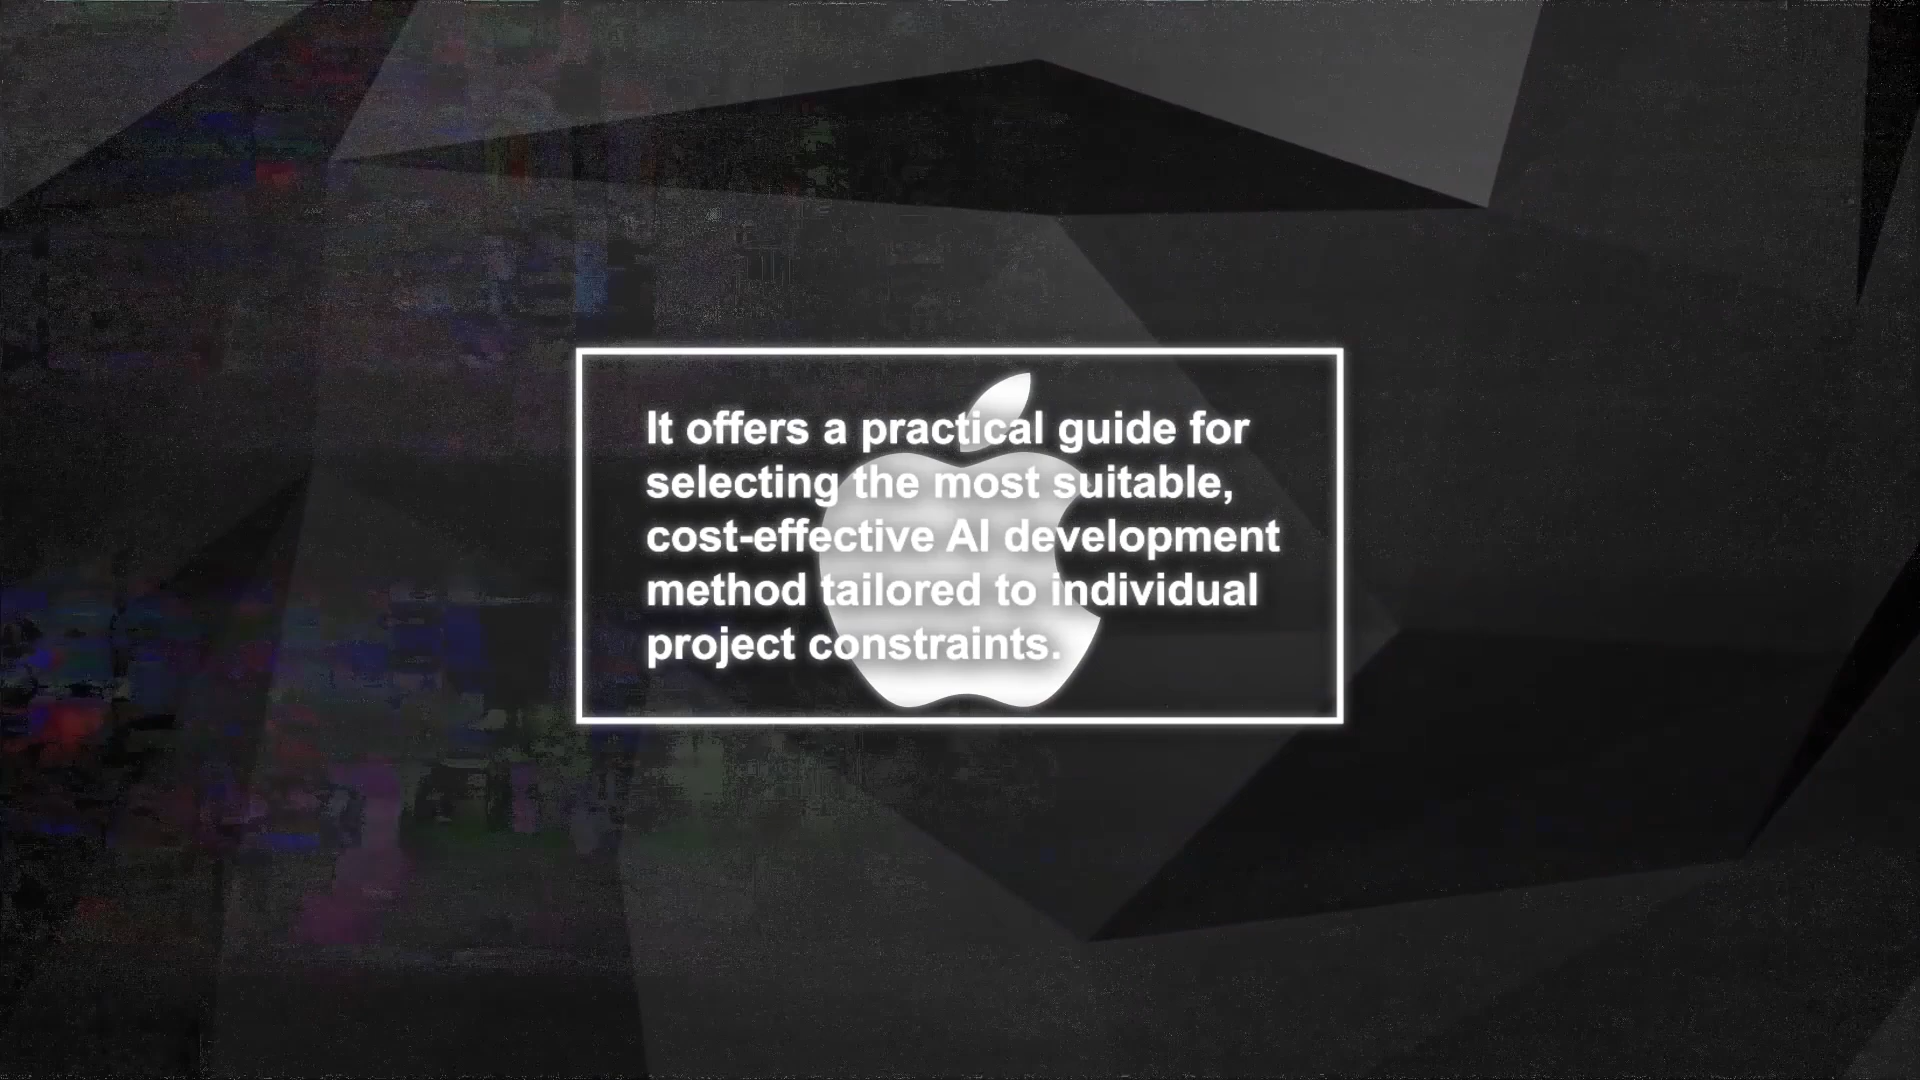 It offers a practical guide for
selecting the most suitable,
cost-effective AI development
method tailored to individual
project constraints.